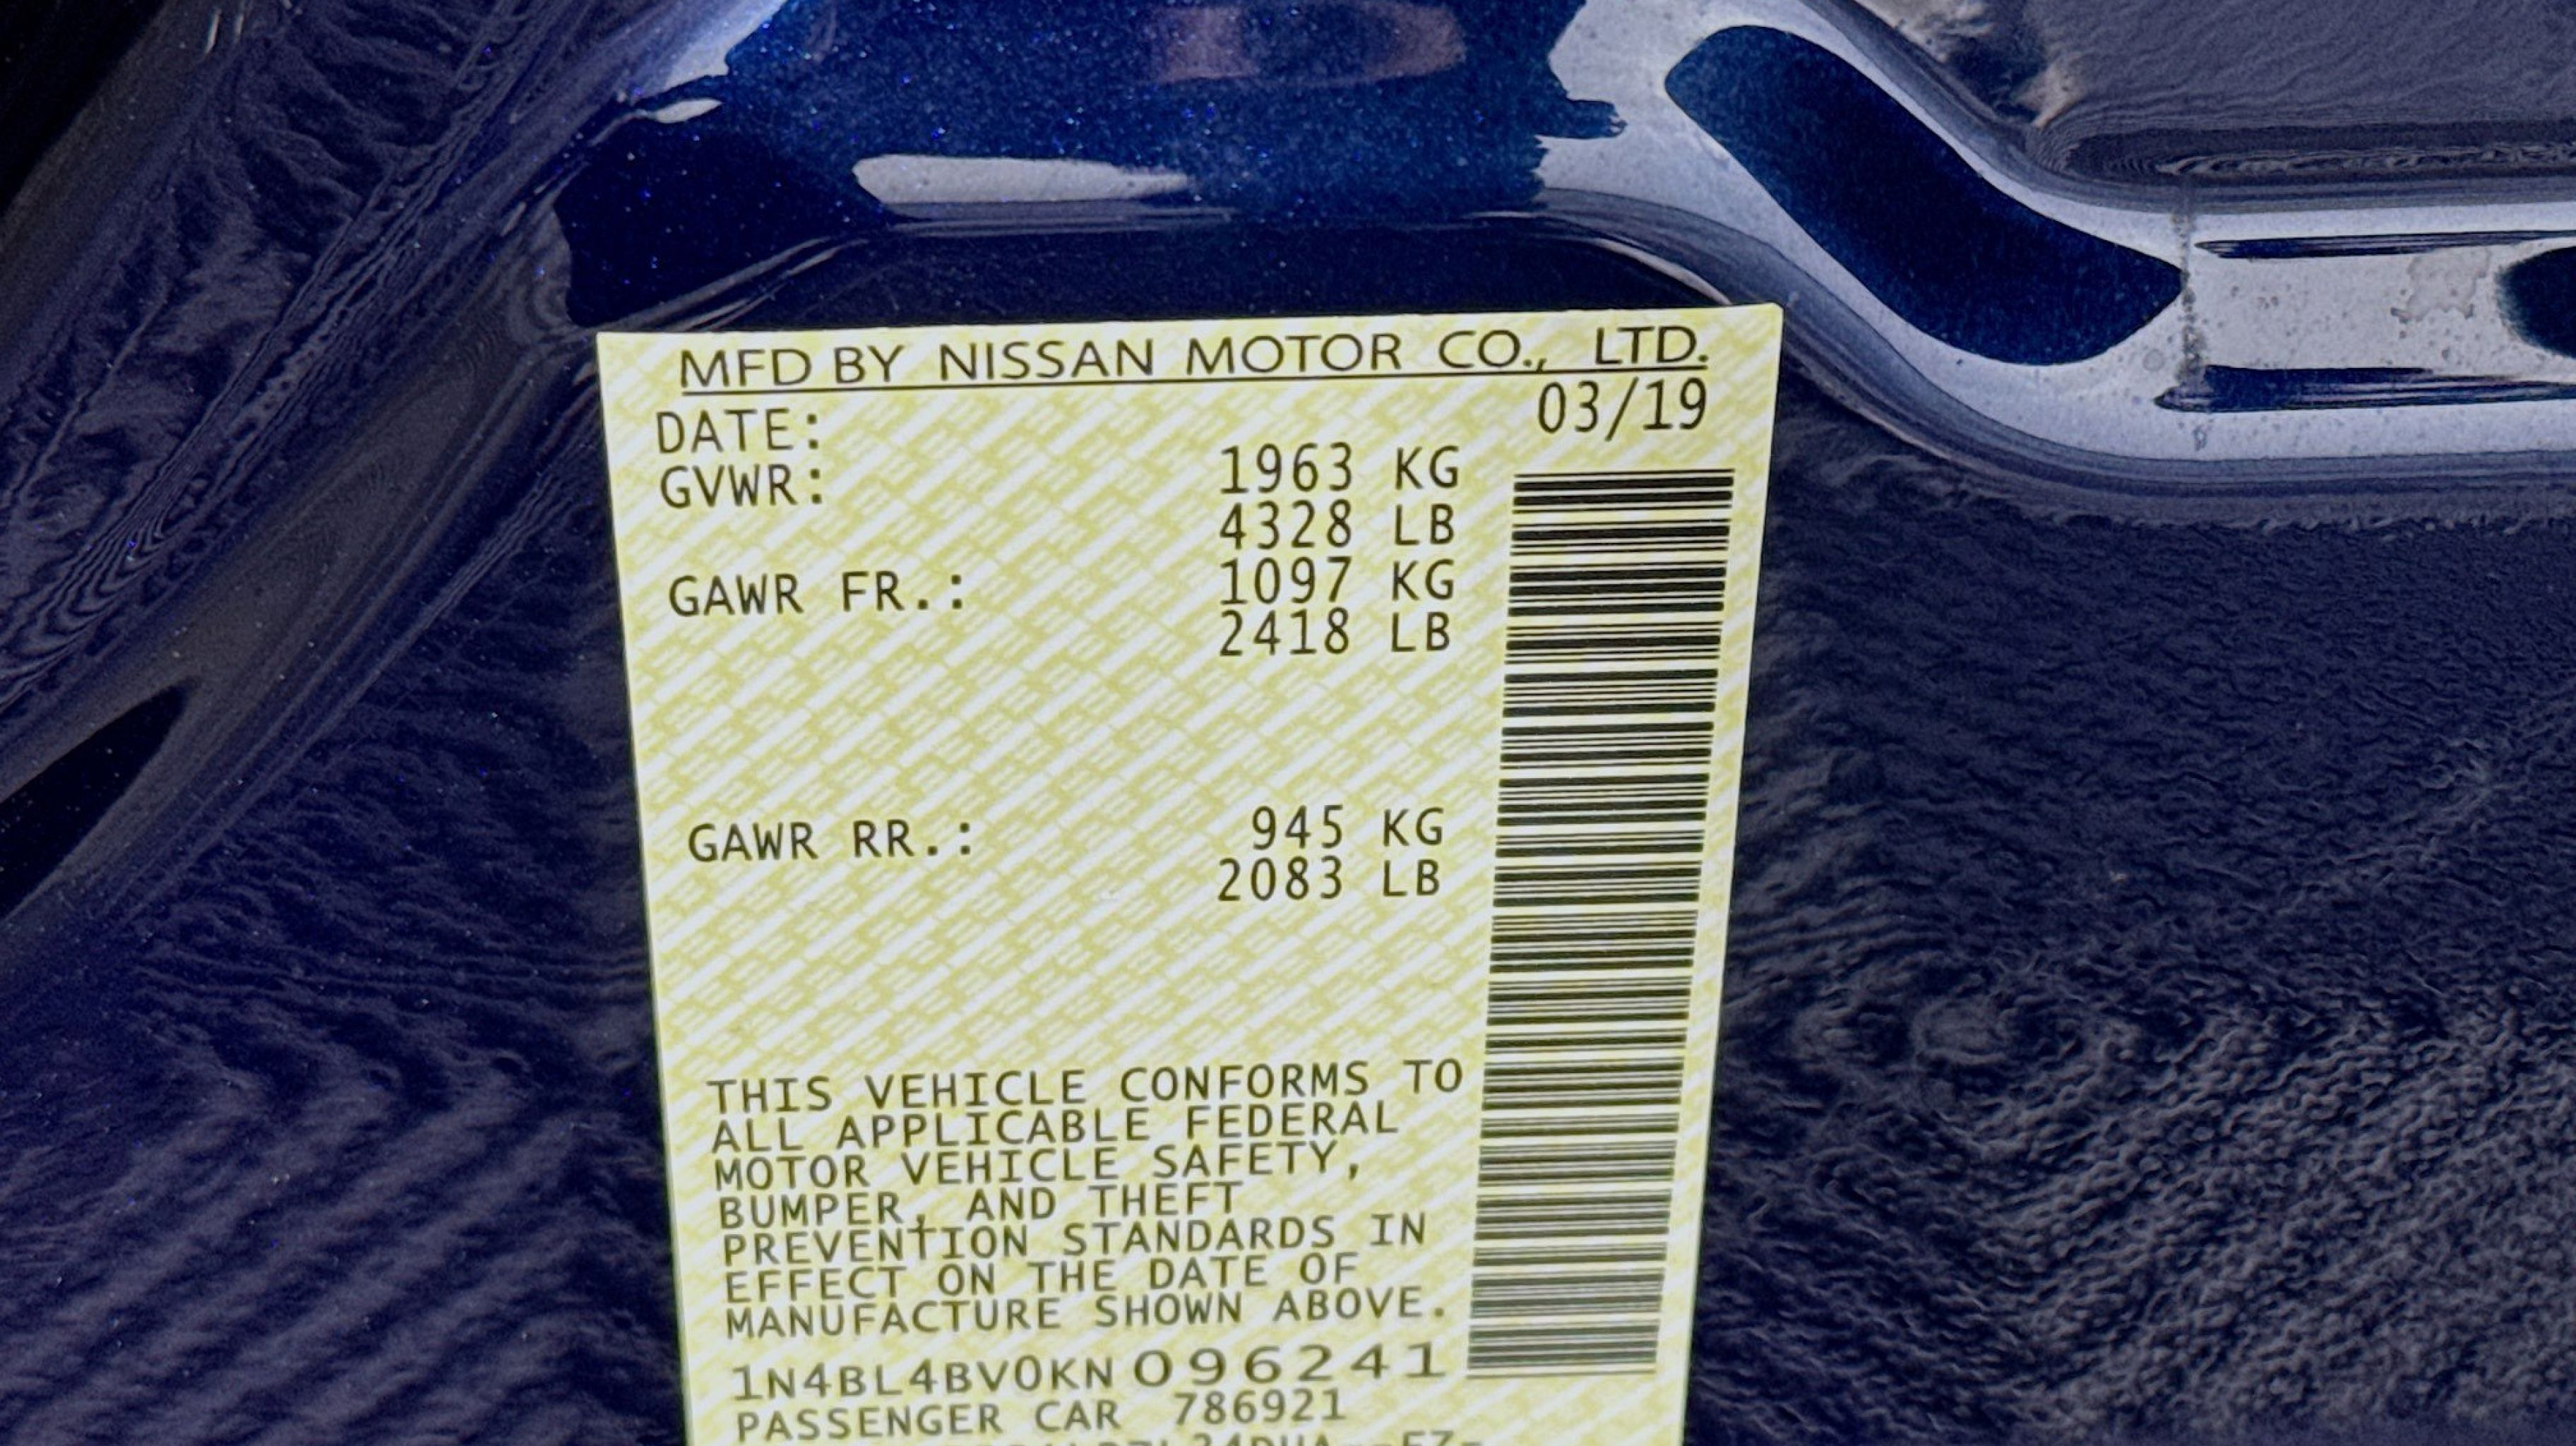 MFD BY NISSAN MOTOR CO., LTD.
DATE: 03/19
GVWR: 1963 KG
4328 LB
GAWR FR.: 1097 KG
2418 LB
GAWR RR.: 945 KG
2083 LB
THIS VEHICLE CONFORMS TO
ALL APPLICABLE FEDERAL
MOTOR VEHICLE SAFETY,
BUMPER, AND THEFT
PREVENTION STANDARDS IN
EFFECT ON THE DATE OF
MANUFACTURE SHOWN ABOVE.
1N4BL4BV0KN096241
PASSENGER CAR 786921